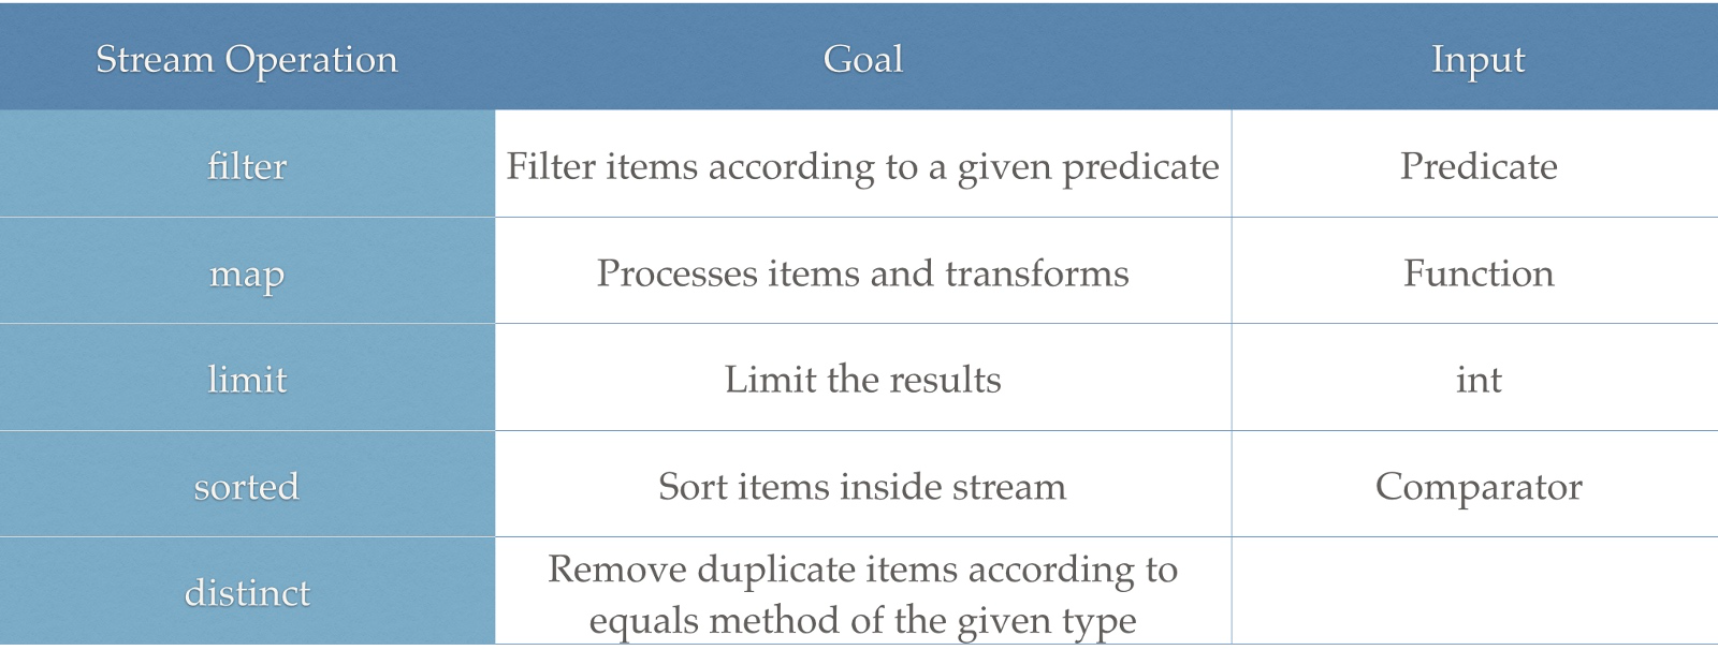 Stream Operation Goal Input
filter Filter items according to a given predicate Predicate
map Processes items and transforms Function
limit Limit the results int
sorted Sort items inside stream Comparator
distinct Remove duplicate items according to
equals method of the given type